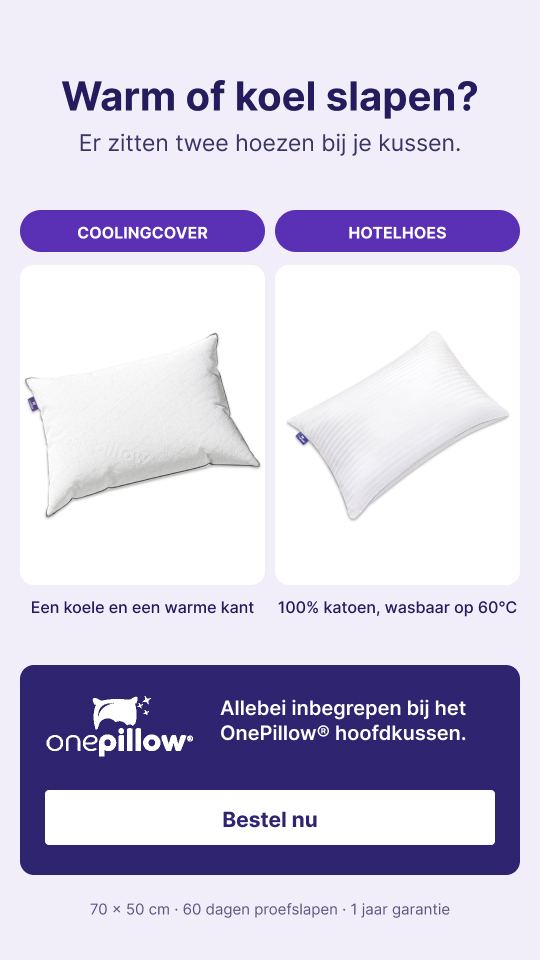 Warm of koel slapen?
Er zitten twee hoezen bij je kussen.
COOLINGCOVER
HOTELHOES
Een koele en een warme kant
100% katoen, wasbaar op 60°C
onepillow®
Allebei inbegrepen bij het
OnePillow® hoofdkussen.
Bestel nu
70 × 50 cm · 60 dagen proefslapen · 1 jaar garantie